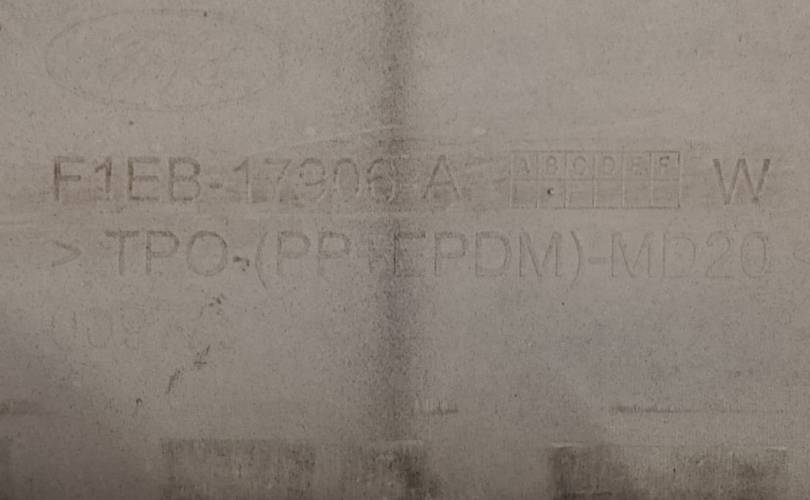 F1EB-17906-A A B C D E F W
> TPO-(PP+EPDM)-MD20 <